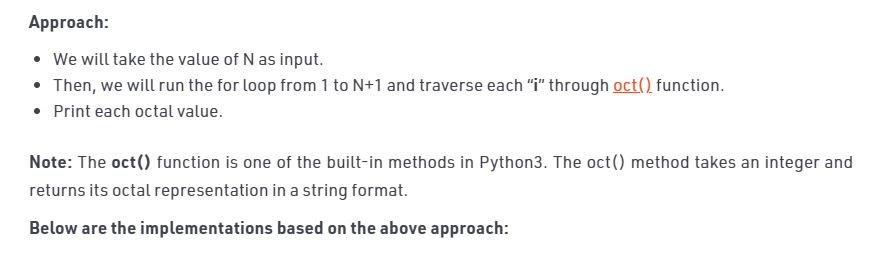 Approach:
• We will take the value of N as input.
• Then, we will run the for loop from 1 to N+1 and traverse each “i” through oct() function.
• Print each octal value.
Note: The oct() function is one of the built-in methods in Python3. The oct() method takes an integer and
returns its octal representation in a string format.
Below are the implementations based on the above approach: